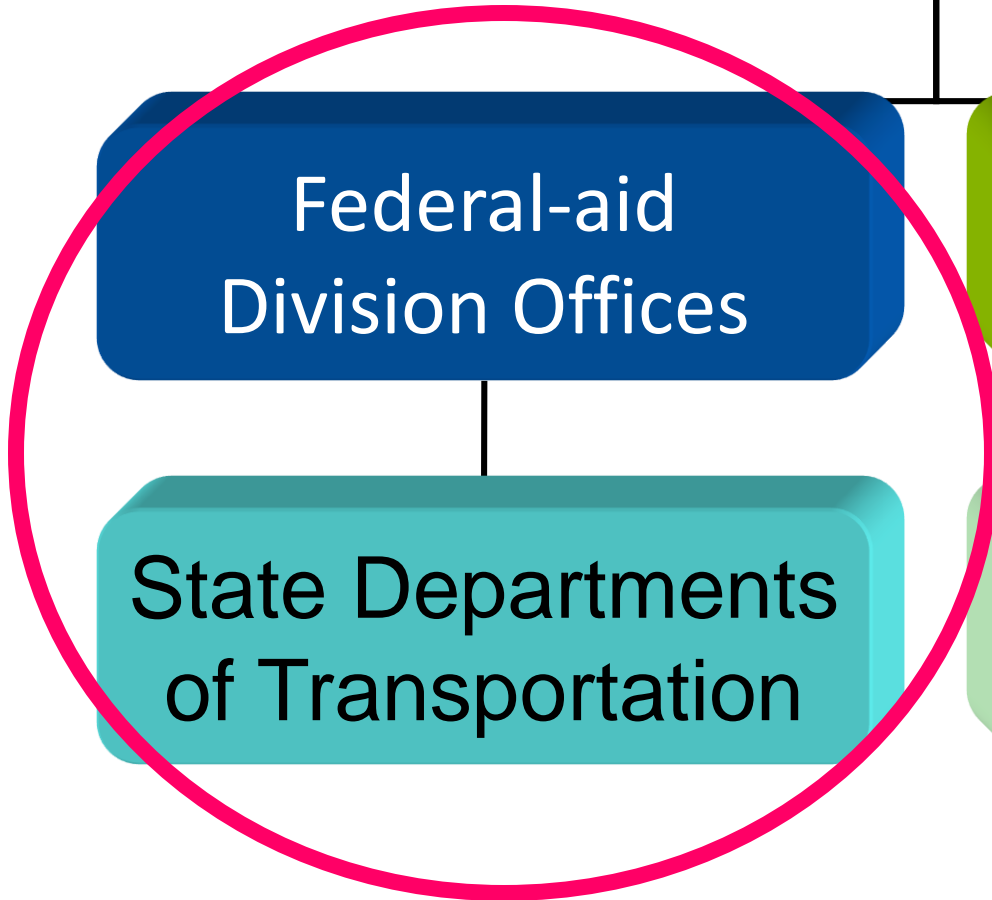 Federal-aid
Division Offices
State Departments
of Transportation